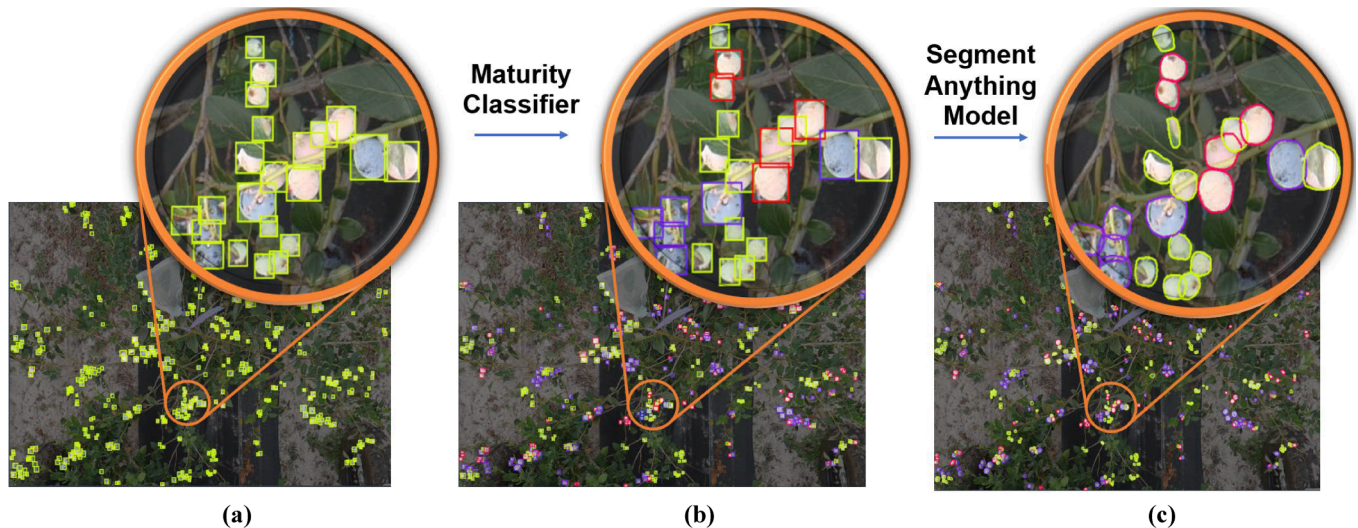 Maturity
Classifier
Segment
Anything
Model
(a)
(b)
(c)